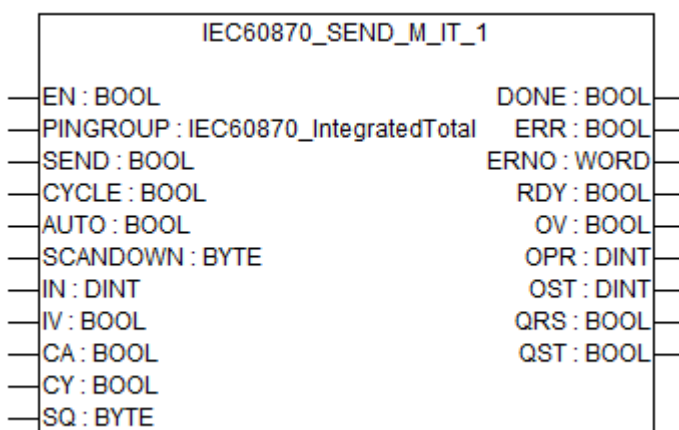 IEC60870_SEND_M_IT_1
EN : BOOL DONE : BOOL
PINGROUP : IEC60870_IntegratedTotal ERR : BOOL
SEND : BOOL ERNO : WORD
CYCLE : BOOL RDY : BOOL
AUTO : BOOL OV : BOOL
SCANDOWN : BYTE OPR : DINT
IN : DINT OST : DINT
IV : BOOL QRS : BOOL
CA : BOOL QST : BOOL
CY : BOOL
SQ : BYTE